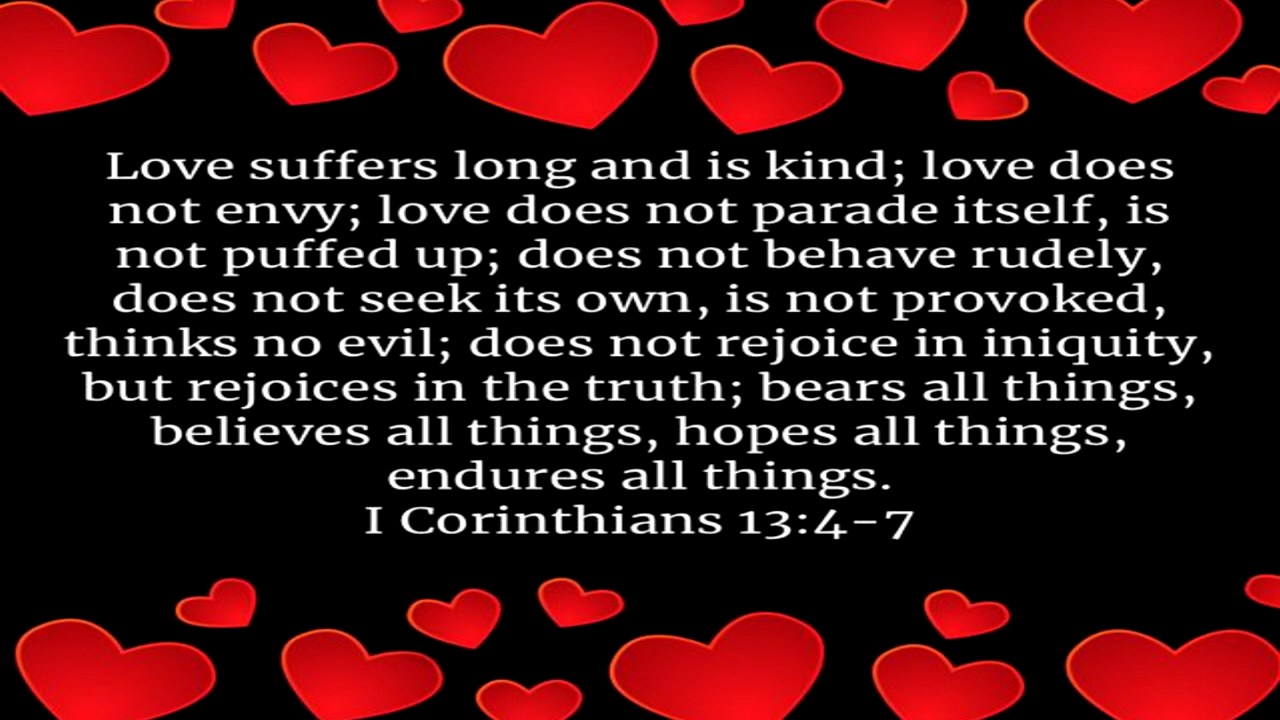 Love suffers long and is kind; love does
not envy; love does not parade itself, is
not puffed up; does not behave rudely,
does not seek its own, is not provoked,
thinks no evil; does not rejoice in iniquity,
but rejoices in the truth; bears all things,
believes all things, hopes all things,
endures all things.
I Corinthians 13:4-7